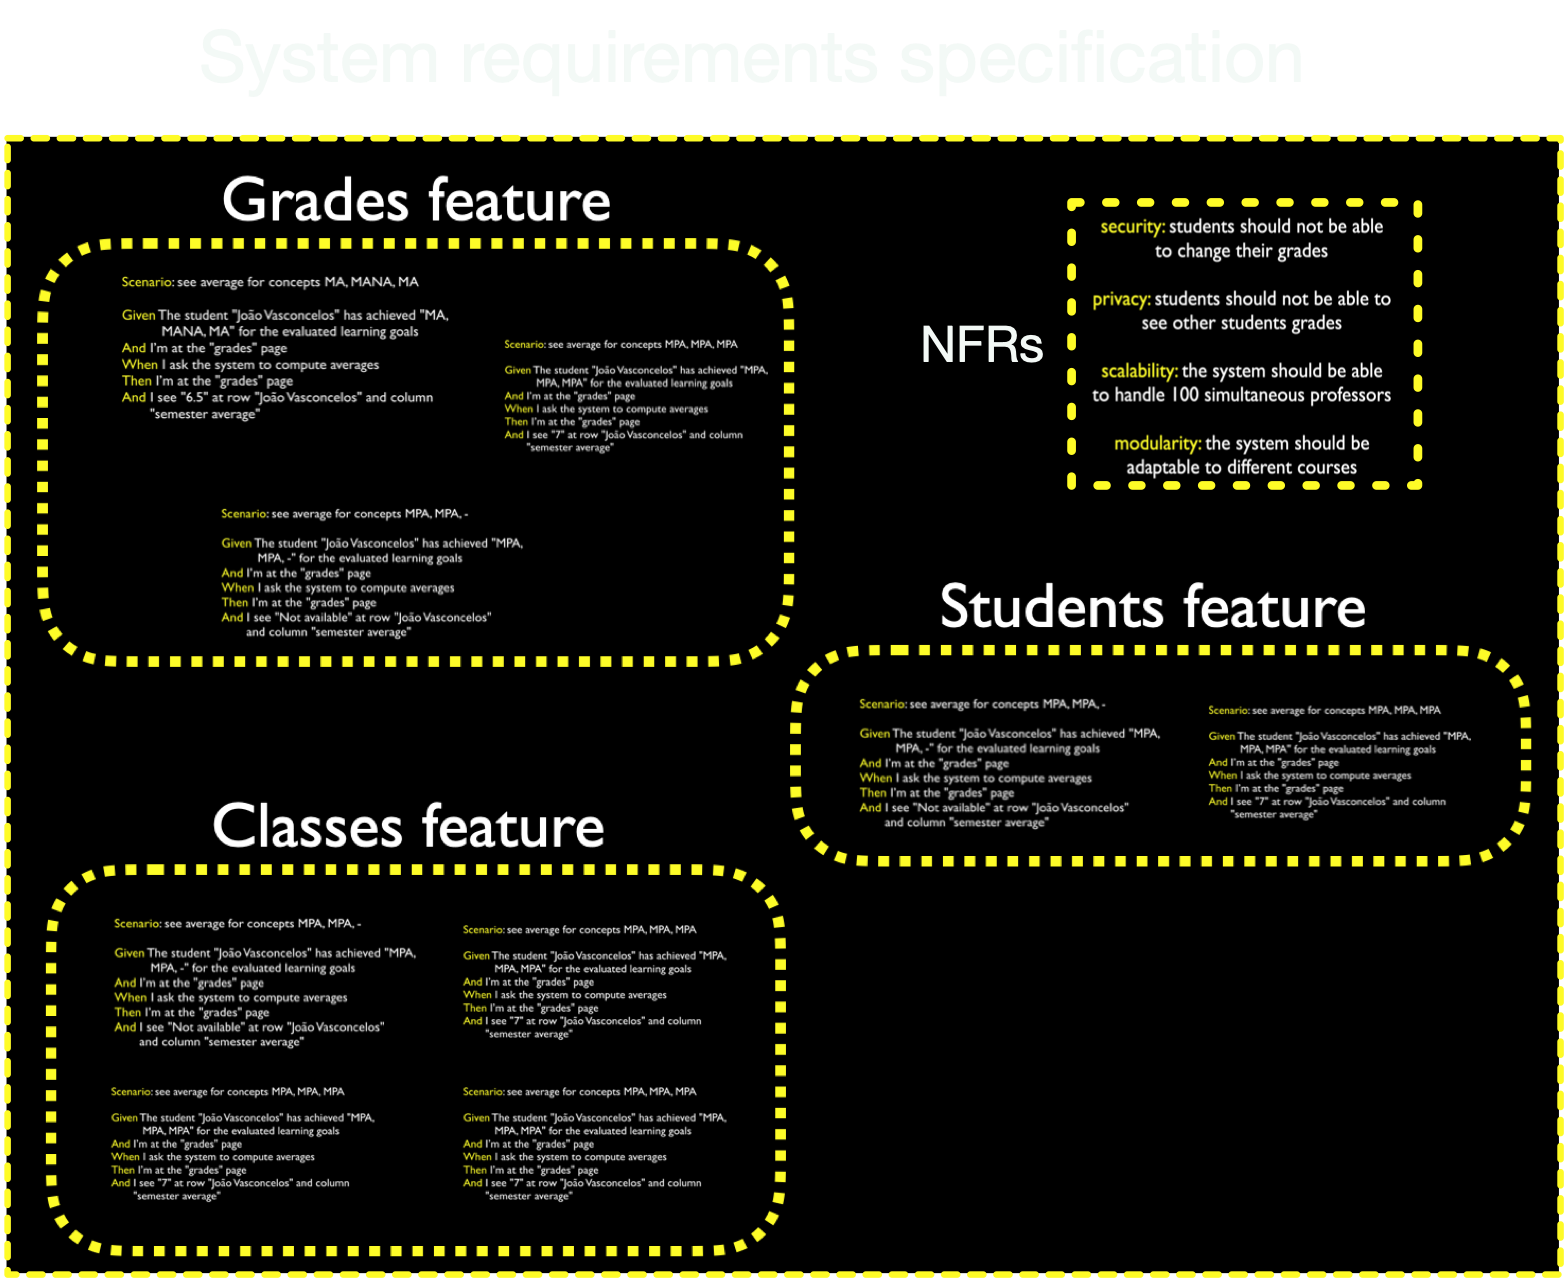 System requirements specification
Grades feature
Scenario: see average for concepts MA, MANA, MA
Given The student "João Vasconcelos" has achieved "MA,
MANA, MA" for the evaluated learning goals
And I'm at the "grades" page
When I ask the system to compute averages
Then I'm at the "grades" page
And I see "6.5" at row "João Vasconcelos" and column
"semester average"
Scenario: see average for concepts MPA, MPA, MPA
Given The student "João Vasconcelos" has achieved "MPA,
MPA, MPA" for the evaluated learning goals
And I'm at the "grades" page
When I ask the system to compute averages
Then I'm at the "grades" page
And I see "7" at row "João Vasconcelos" and column
"semester average"
Scenario: see average for concepts MPA, MPA, -
Given The student "João Vasconcelos" has achieved "MPA,
MPA, -" for the evaluated learning goals
And I'm at the "grades" page
When I ask the system to compute averages
Then I'm at the "grades" page
And I see "Not available" at row "João Vasconcelos"
and column "semester average"
NFRs
security: students should not be able
to change their grades
privacy: students should not be able to
see other students grades
scalability: the system should be able
to handle 100 simultaneous professors
modularity: the system should be
adaptable to different courses
Students feature
Scenario: see average for concepts MPA, MPA, -
Given The student "João Vasconcelos" has achieved "MPA,
MPA, -" for the evaluated learning goals
And I'm at the "grades" page
When I ask the system to compute averages
Then I'm at the "grades" page
And I see "Not available" at row "João Vasconcelos"
and column "semester average"
Scenario: see average for concepts MPA, MPA, MPA
Given The student "João Vasconcelos" has achieved "MPA,
MPA, MPA" for the evaluated learning goals
And I'm at the "grades" page
When I ask the system to compute averages
Then I'm at the "grades" page
And I see "7" at row "João Vasconcelos" and column
"semester average"
Classes feature
Scenario: see average for concepts MPA, MPA, -
Given The student "João Vasconcelos" has achieved "MPA,
MPA, -" for the evaluated learning goals
And I'm at the "grades" page
When I ask the system to compute averages
Then I'm at the "grades" page
And I see "Not available" at row "João Vasconcelos"
and column "semester average"
Scenario: see average for concepts MPA, MPA, MPA
Given The student "João Vasconcelos" has achieved "MPA,
MPA, MPA" for the evaluated learning goals
And I'm at the "grades" page
When I ask the system to compute averages
Then I'm at the "grades" page
And I see "7" at row "João Vasconcelos" and column
"semester average"
Scenario: see average for concepts MPA, MPA, MPA
Given The student "João Vasconcelos" has achieved "MPA,
MPA, MPA" for the evaluated learning goals
And I'm at the "grades" page
When I ask the system to compute averages
Then I'm at the "grades" page
And I see "7" at row "João Vasconcelos" and column
"semester average"
Scenario: see average for concepts MPA, MPA, MPA
Given The student "João Vasconcelos" has achieved "MPA,
MPA, MPA" for the evaluated learning goals
And I'm at the "grades" page
When I ask the system to compute averages
Then I'm at the "grades" page
And I see "7" at row "João Vasconcelos" and column
"semester average"